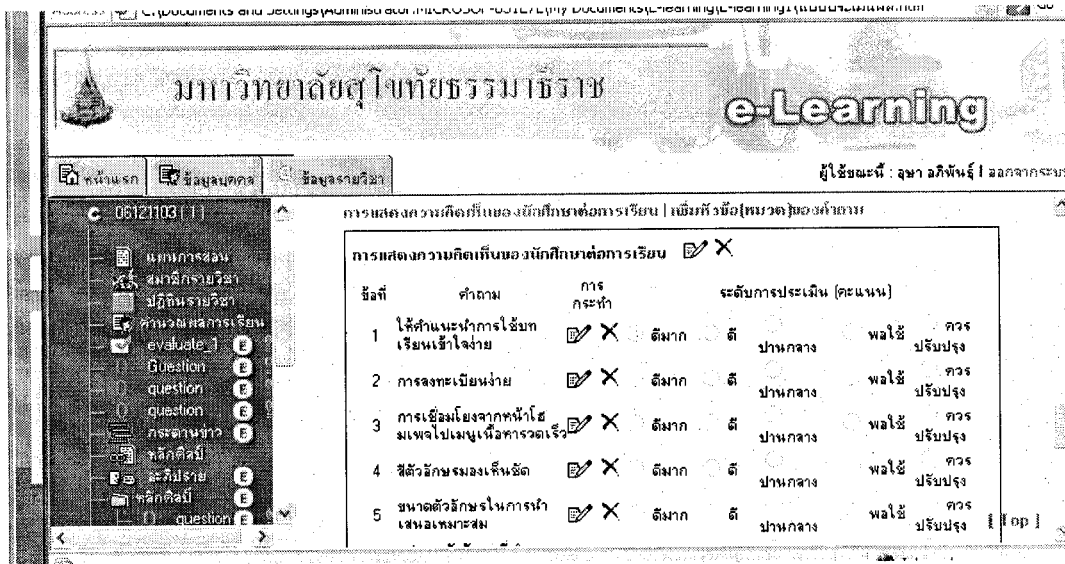 มหาวิทยาลัยสุโขทัยธรรมาธิราช
e-Learning
หน้าแรก ข้อมูลบุคคล ข้อมูลรายวิชา
ผู้ใช้ขณะนี้ : อุษา อภิพันธุ์ | ออกจากระบบ
06121103 [ 1 ]
แผนการสอน
สมาชิกรายวิชา
ปฏิทินรายวิชา
คำนวณผลการเรียน
evaluate_1 E
question E
question E
question E
กระดานข่าว E
หลักศิลป์
อะภิปราย E
หลักศิลป์ E
question E
การแสดงความคิดเห็นของนักศึกษาต่อการเรียน | เพิ่มหัวข้อ[หมวด]ของคำถาม
การแสดงความคิดเห็นของนักศึกษาต่อการเรียน
ข้อที่ คำถาม การกระทำ ระดับการประเมิน (คะแนน)
1 ให้คำแนะนำการใช้บท
เรียนเข้าใจง่าย ดีมาก ดี ปานกลาง พอใช้ ควรปรับปรุง
2 การลงทะเบียนง่าย ดีมาก ดี ปานกลาง พอใช้ ควรปรับปรุง
3 การเชื่อมโยงจากหน้าโฮ
มเพจไปเมนูเนื้อหารวดเร็ว ดีมาก ดี ปานกลาง พอใช้ ควรปรับปรุง
4 สีตัวอักษรมองเห็นชัด ดีมาก ดี ปานกลาง พอใช้ ควรปรับปรุง
5 ขนาดตัวอักษรในการนำ
เสนอเหมาะสม ดีมาก ดี ปานกลาง พอใช้ ควรปรับปรุง
[ Top ]